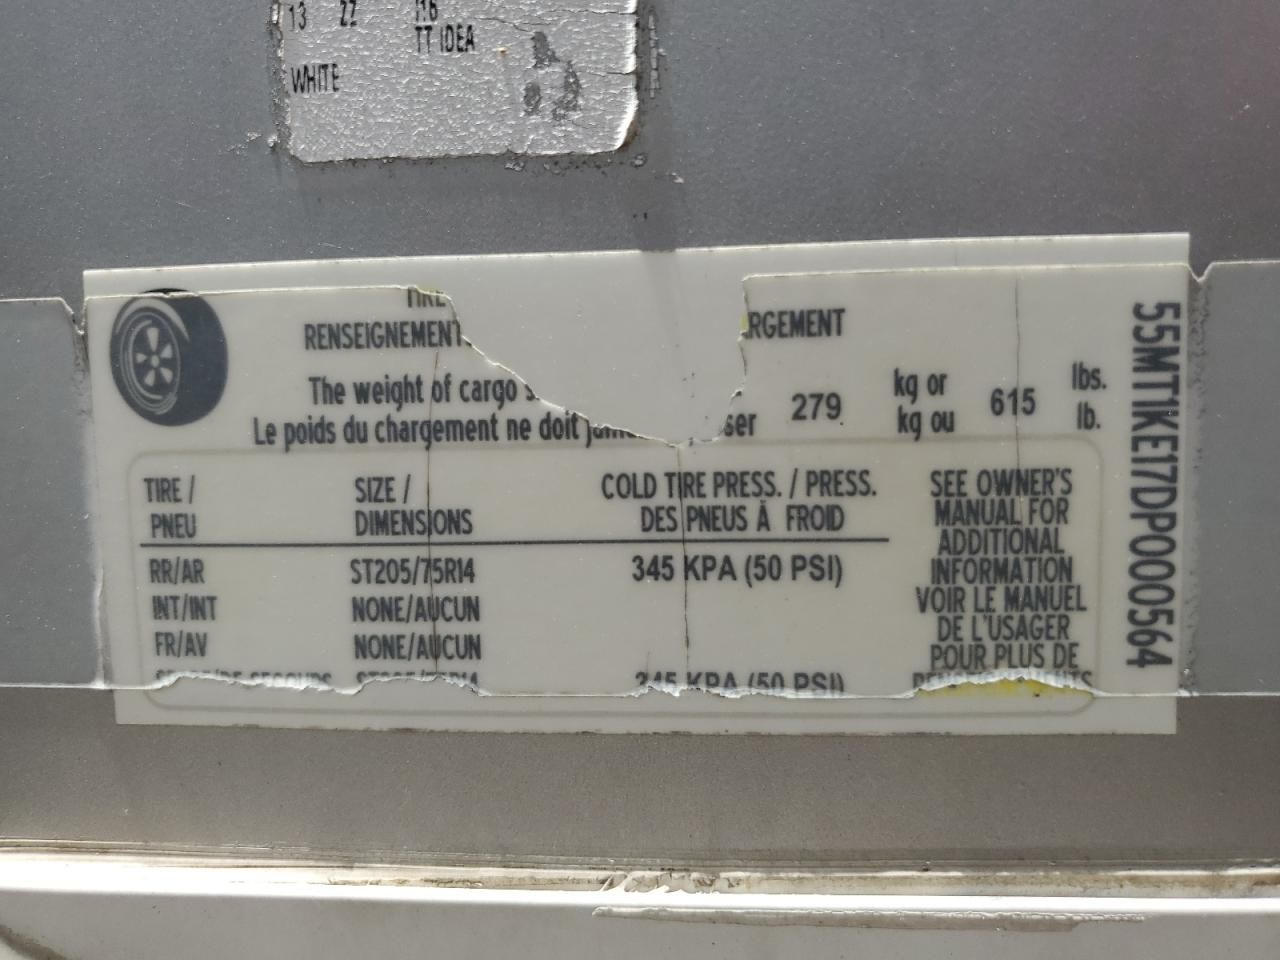 13 22 116
TT IDEA
WHITE
TIRE
RENSEIGNEMENT RGEMENT
The weight of cargo 279 kg or 615 lbs.
Le poids du chargement ne doit ser kg ou lb.
TIRE / SIZE / COLD TIRE PRESS. / PRESS.
PNEU DIMENSIONS DES PNEUS À FROID
RR/AR ST205/75R14 345 KPA (50 PSI)
INT/INT NONE/AUCUN
FR/AV NONE/AUCUN
345 KPA (50 PSI)
SEE OWNER'S
MANUAL FOR
ADDITIONAL
INFORMATION
VOIR LE MANUEL
DE L'USAGER
POUR PLUS DE
55MT1KE17DP000564